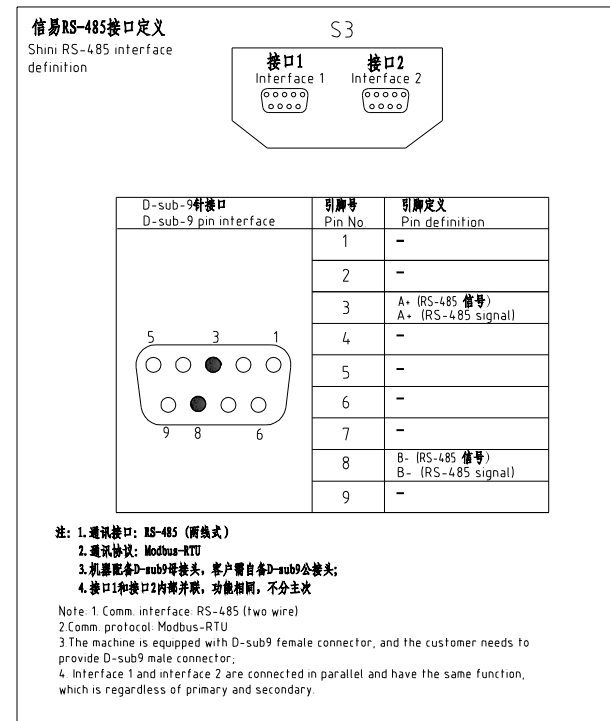 信易RS-485接口定义
Shini RS-485 interface
definition
S3
接口1
Interface 1
接口2
Interface 2
D-sub-9针接口
D-sub-9 pin interface
引脚号
Pin No.
引脚定义
Pin definition
1 -
2 -
3 A+ (RS-485 信号)
A+ (RS-485 signal)
4 -
5 -
6 -
7 -
8 B- (RS-485 信号)
B- (RS-485 signal)
9 -
5 3 1
9 8 6
注: 1.通讯接口: RS-485 (两线式)
2.通讯协议: Modbus-RTU
3.机器配备D-sub9母接头, 客户需自备D-sub9公接头;
4.接口1和接口2内部并联, 功能相同, 不分主次
Note: 1. Comm. interface: RS-485 (two wire)
2.Comm. protocol: Modbus-RTU
3.The machine is equipped with D-sub9 female connector, and the customer needs to
provide D-sub9 male connector;
4. Interface 1 and interface 2 are connected in parallel and have the same function,
which is regardless of primary and secondary.